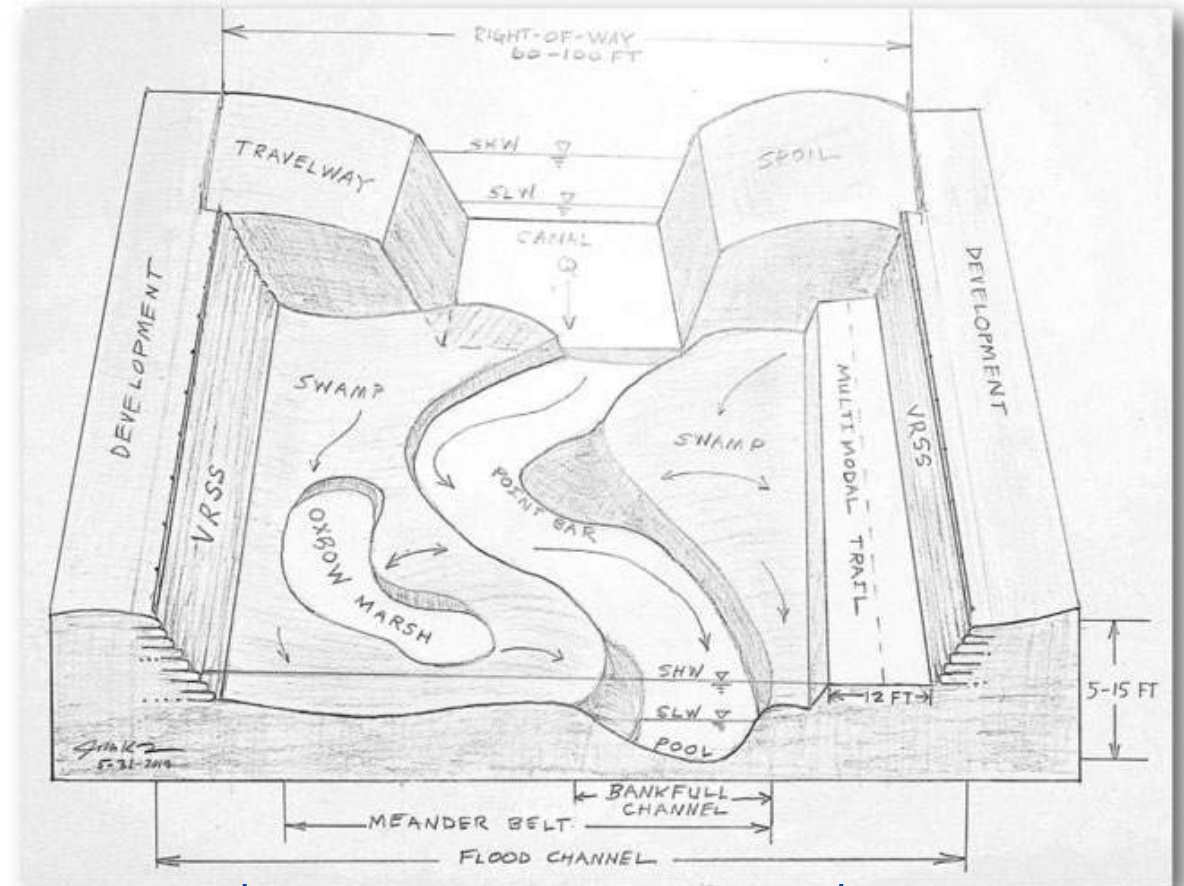 RIGHT-OF-WAY
60-100 FT
TRAVELWAY
SHW
SPOIL
SLW
CANAL
Q
DEVELOPMENT
DEVELOPMENT
SWAMP
SWAMP
MULTIMODAL TRAIL
VRSS
VRSS
POINT BAR
OXBOW MARSH
SHW
SLW
POOL
12 FT
5-15 FT
BANKFULL
CHANNEL
MEANDER BELT
FLOOD CHANNEL